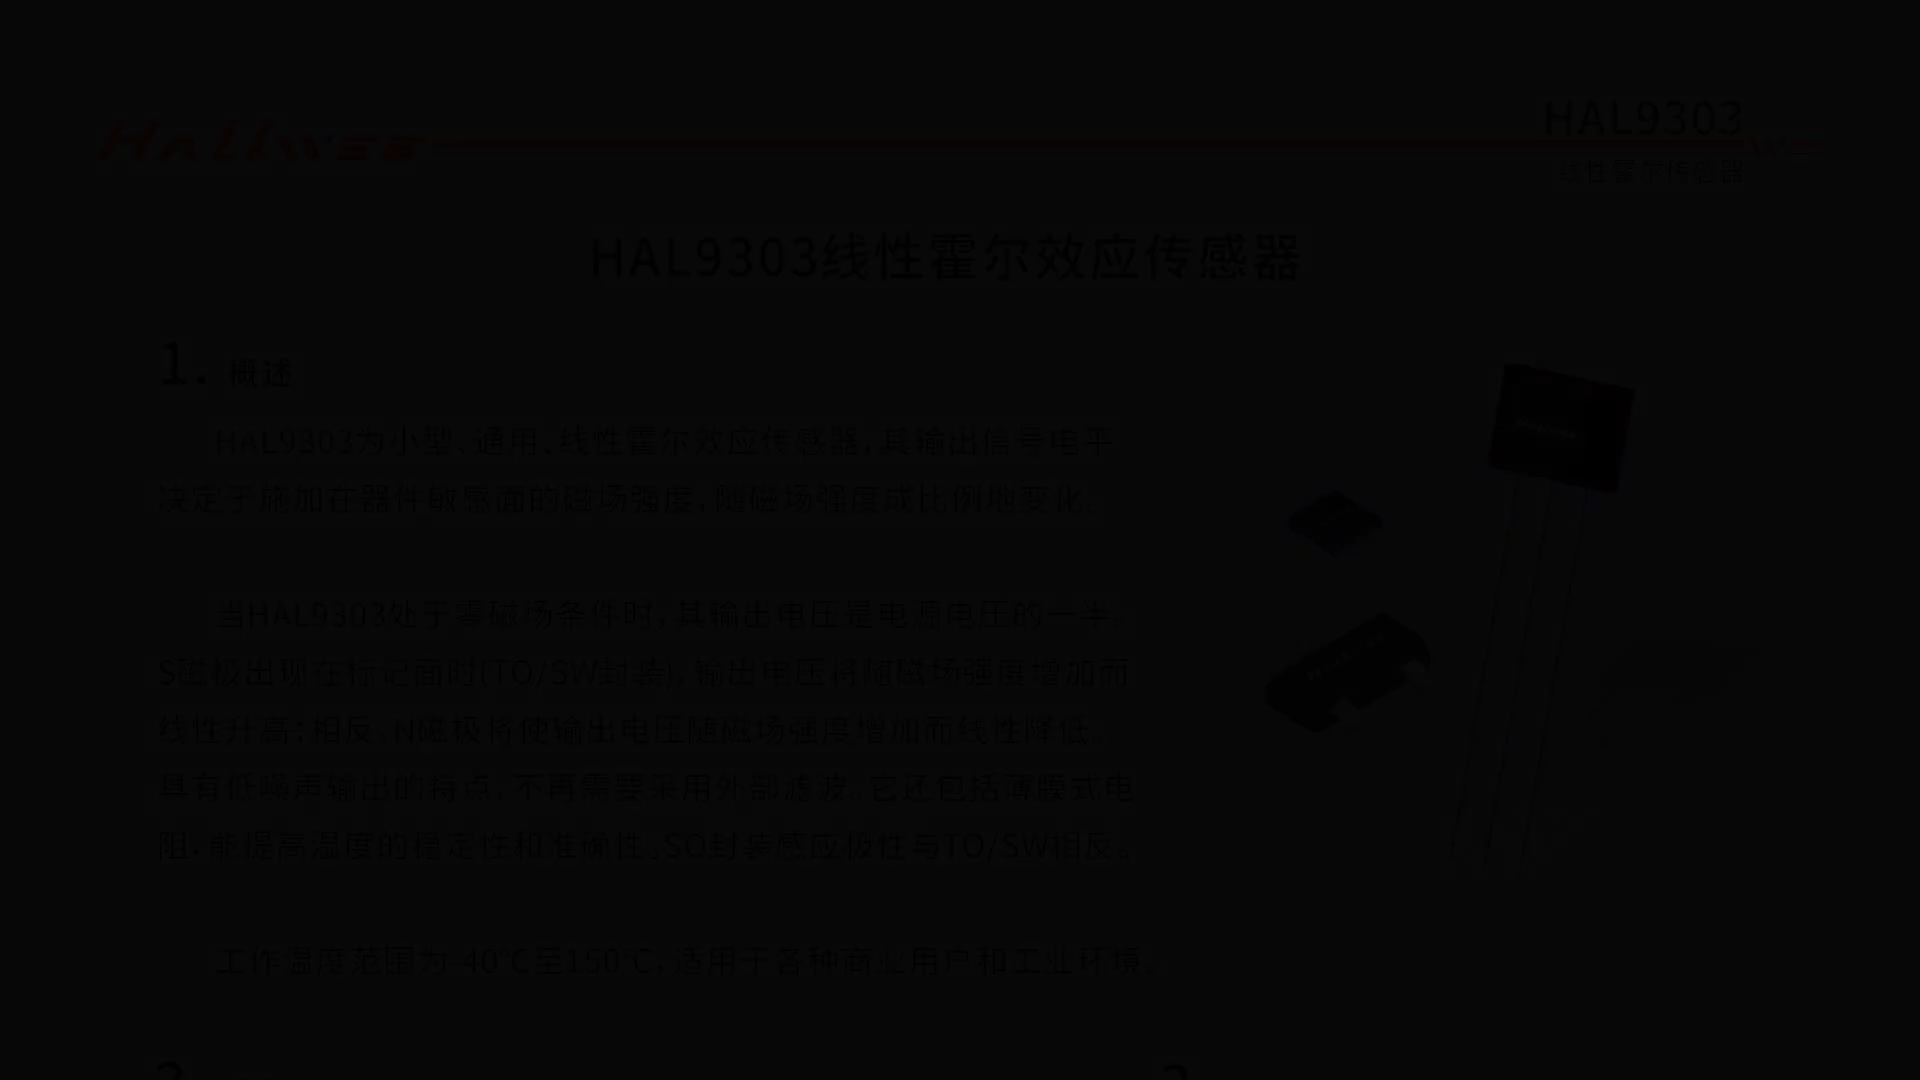 Hallwee
HAL9303
线性霍尔传感器
HAL9303线性霍尔效应传感器
1. 概述
HAL9303为小型、通用、线性霍尔效应传感器,其输出信号电平
决定于施加在器件敏感面的磁场强度,随磁场强度成比例地变化。
当HAL9303处于零磁场条件时,其输出电压是电源电压的一半。
S磁极出现在标记面时(TO/SW封装),输出电压将随磁场强度增加而
线性升高;相反,N磁极将使输出电压随磁场强度增加而线性降低。
具有低噪声输出的特点,不再需要采用外部滤波。它还包括薄膜式电
阻,能提高温度的稳定性和准确性。SO封装感应极性与TO/SW相反。
工作温度范围为-40℃至150℃,适用于各种商业用户和工业环境。